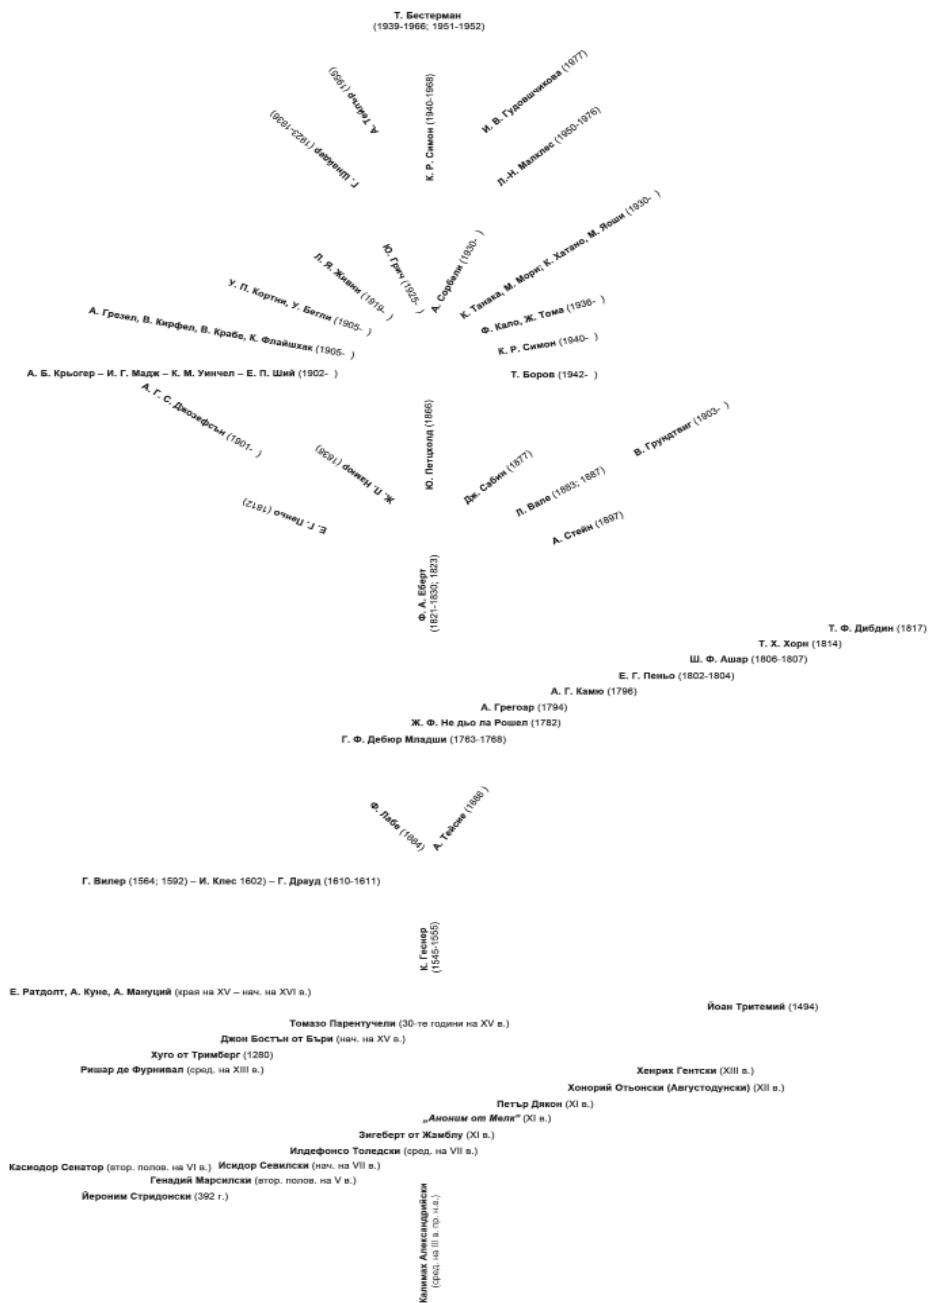 Т. Бестерман
(1939-1966; 1951-1952)
А. Тейлър (1955)
К. Р. Симон (1940-1968)
И. В. Гудовшчикова (1977)
Г. Шнайдер (1923-1936)
Л.-Н. Малклес (1950-1976)
Л. Я. Живни (1919- )
Ю. Грич (1925- )
А. Сорбели (1930- )
К. Танака, М. Мори; К. Хатано, М. Яоши (1930- )
У. П. Кортни, У. Бегли (1905- )
Ф. Кало, Ж. Тома (1936- )
А. Грезел, В. Кирфел, В. Крабе, К. Флайшхак (1905- )
К. Р. Симон (1940- )
А. Б. Крьогер – И. Г. Мадж – К. М. Уинчел – Е. П. Ший (1902- )
Т. Боров (1942- )
А. Г. С. Джозефсън (1901- )
Ж. П. Намюр (1838)
Ю. Петцхолд (1866)
Дж. Сабин (1877)
В. Грундтвиг (1903- )
Е. Г. Пеньо (1812)
Л. Вале (1883; 1887)
А. Стейн (1897)
Ф. А. Еберт
(1821-1830; 1823)
Т. Ф. Дибдин (1817)
Т. Х. Хорн (1814)
Ш. Ф. Ашар (1806-1807)
Е. Г. Пеньо (1802-1804)
А. Г. Камю (1796)
А. Грегоар (1794)
Ж. Ф. Не дьо ла Рошел (1782)
Г. Ф. Дебюр Младши (1763-1768)
Ф. Лабе (1664)
А. Тейсие (1686 )
Г. Вилер (1564; 1592) – И. Клес 1602) – Г. Драуд (1610-1611)
К. Геснер
(1545-1555)
Е. Ратдолт, А. Куне, А. Мануций (края на XV – нач. на XVI в.)
Йоан Тритемий (1494)
Томазо Парентучели (30-те години на XV в.)
Джон Бостън от Бъри (нач. на XV в.)
Хуго от Тримберг (1280)
Ришар де Фурнивал (сред. на XIII в.)
Хенрих Гентски (XIII в.)
Хонорий Отьонски (Августодунски) (XII в.)
Петър Дякон (XI в.)
„Аноним от Мелк” (XI в.)
Зигеберт от Жамблу (XI в.)
Илдефонсо Толедски (сред. на VII в.)
Касиодор Сенатор (втор. полов. на VI в.) Исидор Севилски (нач. на VII в.)
Генадий Марсилски (втор. полов. на V в.)
Йероним Стридонски (392 г.)
Калимах Александрийски
(сред. на III в. пр. н.е.)